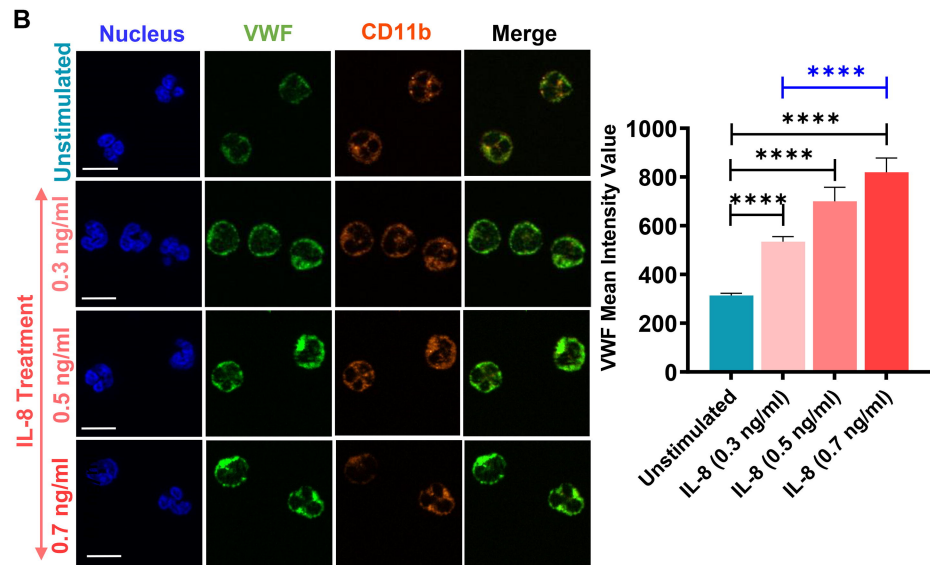 B
Nucleus VWF CD11b Merge
Unstimulated
IL-8 Treatment
0.3 ng/ml
0.5 ng/ml
0.7 ng/ml
VWF Mean Intensity Value
1000
800
600
400
200
0
****
****
****
****
Unstimulated
IL-8 (0.3 ng/ml)
IL-8 (0.5 ng/ml)
IL-8 (0.7 ng/ml)